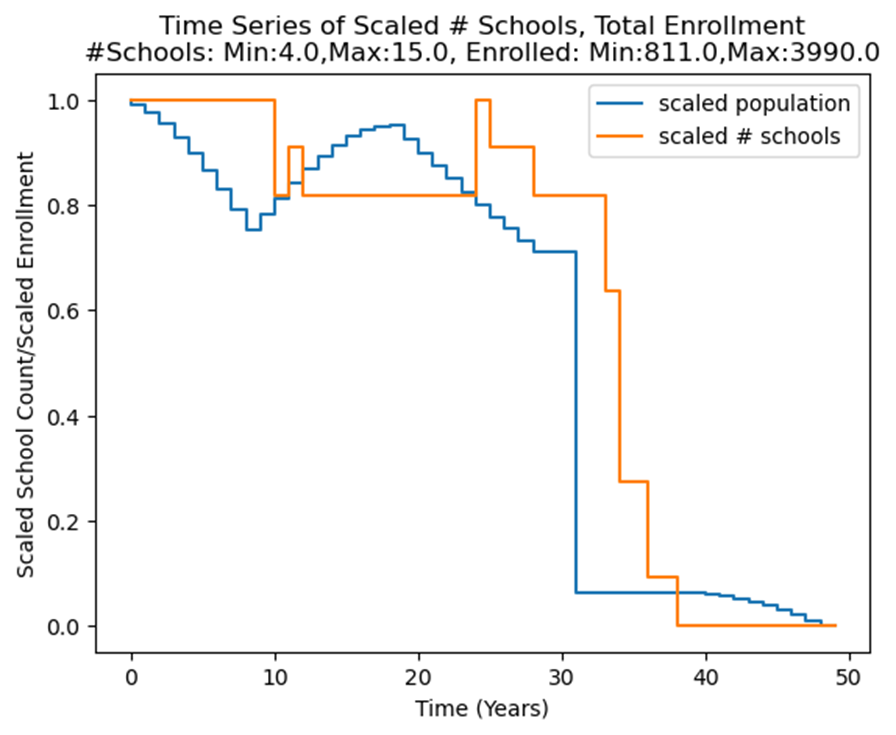 Time Series of Scaled # Schools, Total Enrollment
#Schools: Min:4.0,Max:15.0, Enrolled: Min:811.0,Max:3990.0
scaled population
scaled # schools
Scaled School Count/Scaled Enrollment
1.0
0.8
0.6
0.4
0.2
0.0
0 10 20 30 40 50
Time (Years)